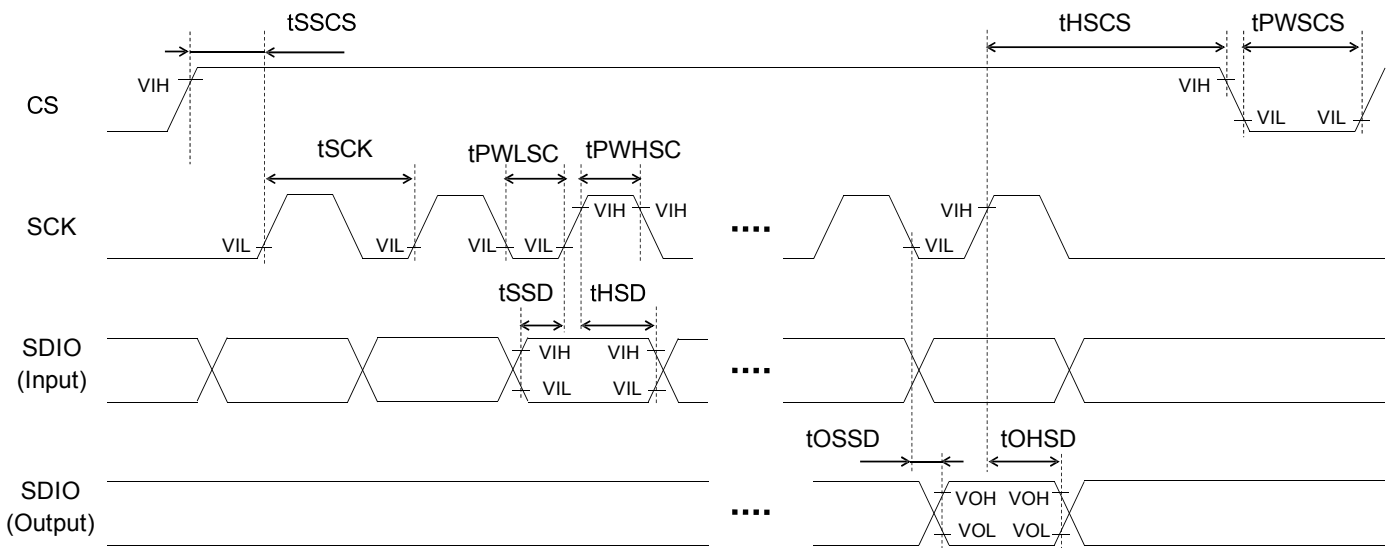 tSSCS tHSCS tPWSCS
CS VIH VIH VIL VIL
tSCK tPWLSC tPWHSC
SCK VIL VIL VIL VIL VIH VIH .... VIL VIH
tSSD tHSD
SDIO
(Input)
VIH VIH
VIL VIL
....
tOSSD tOHSD
SDIO
(Output)
....
VOH VOH
VOL VOL